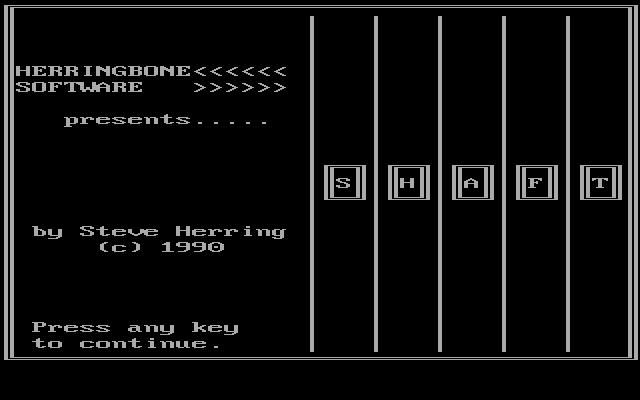 HERRINGBONE<<<<<<
SOFTWARE >>>>>>
presents.....
S H A F T
by Steve Herring
(c) 1990
Press any key
to continue.